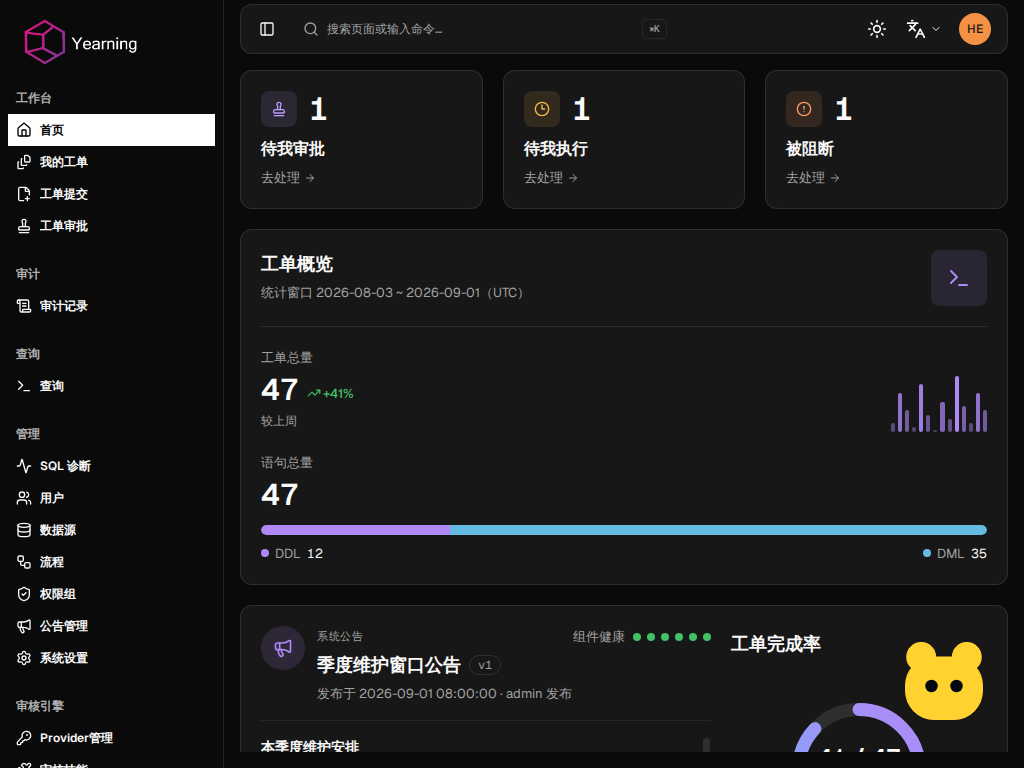 Yearning
工作台
首页
我的工单
工单提交
工单审批
审计
审计记录
查询
查询
管理
SQL 诊断
用户
数据源
流程
权限组
公告管理
系统设置
审核引擎
Provider管理
搜索页面或输入命令…
⌘K
HE
1
待我审批
去处理 →
1
待我执行
去处理 →
1
被阻断
去处理 →
工单概览
统计窗口 2026-08-03 ~ 2026-09-01（UTC）
工单总量
47 +41%
较上周
语句总量
47
DDL 12
DML 35
系统公告
组件健康
季度维护窗口公告 v1
发布于 2026-09-01 08:00:00 · admin 发布
本季度维护安排
工单完成率